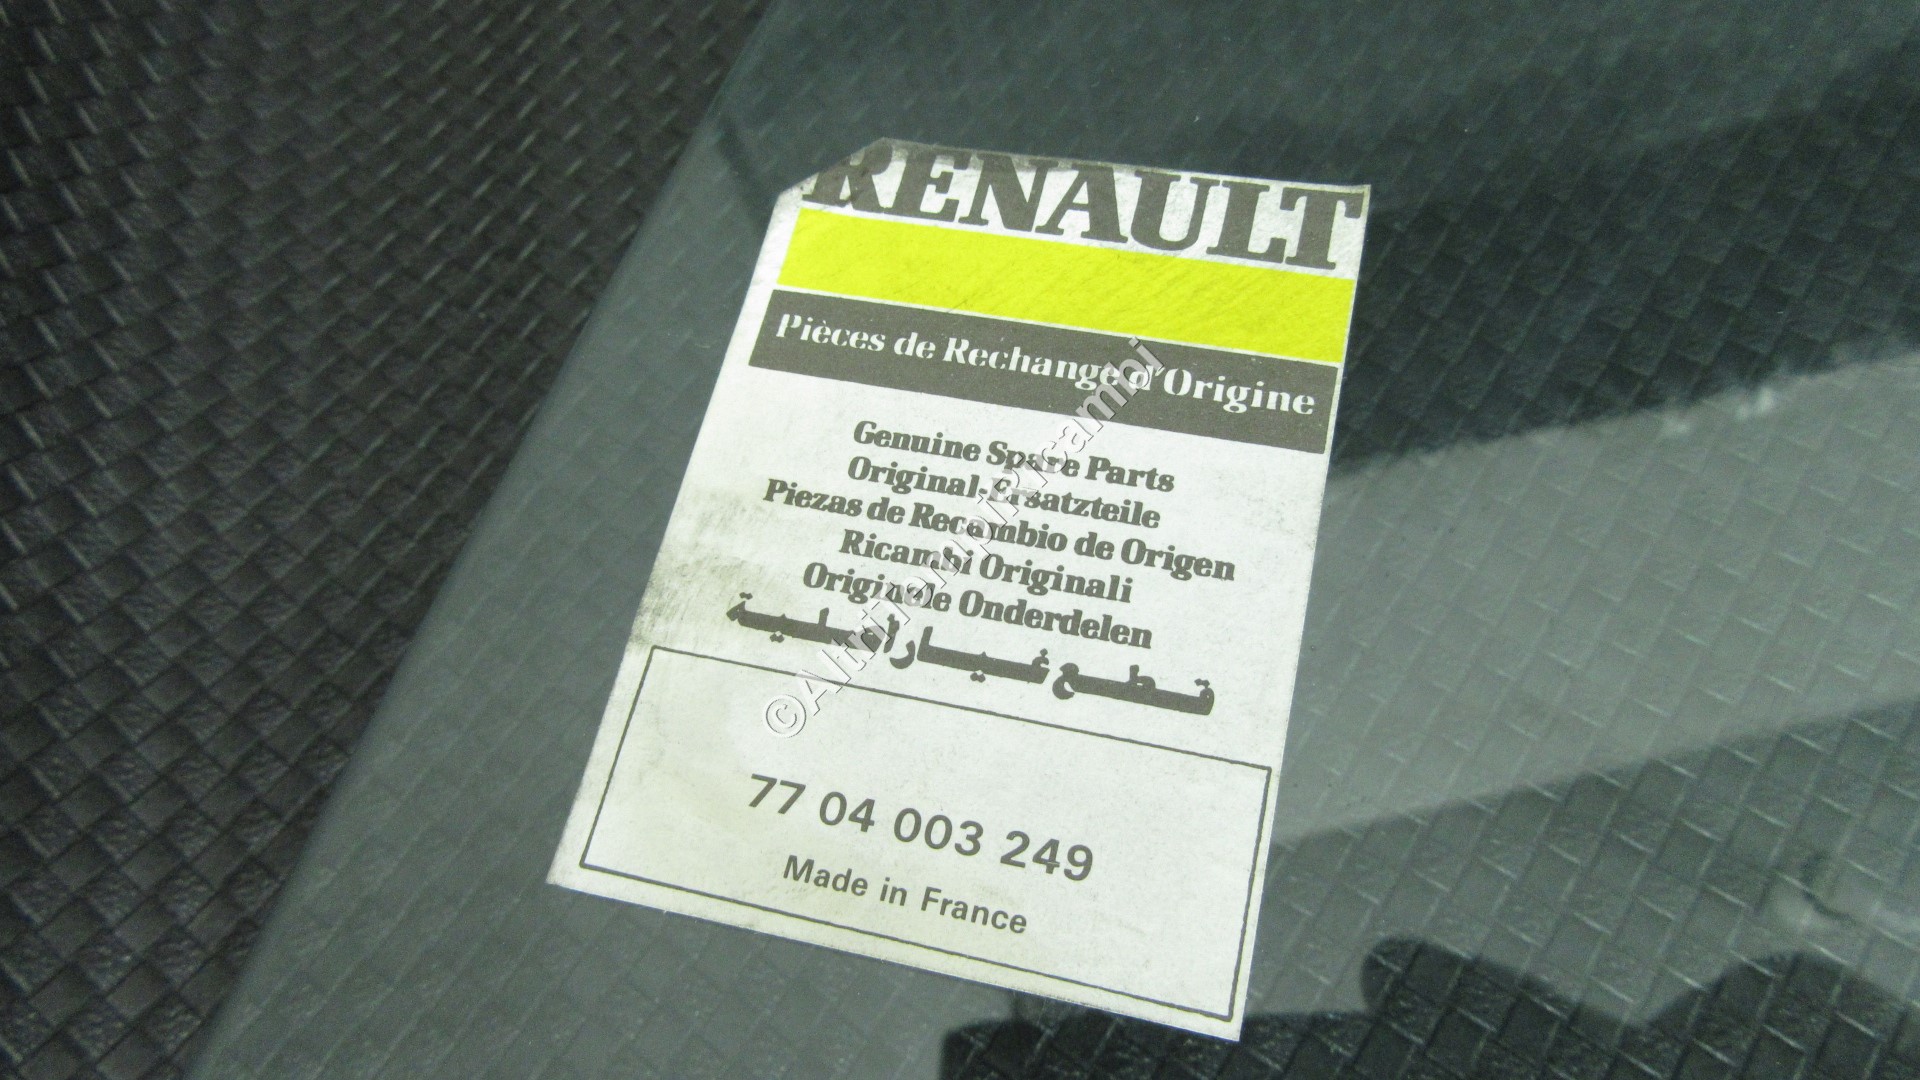 RENAULT
Pièces de Rechange d'Origine
Genuine Spare Parts
Original-Ersatzteile
Piezas de Recambio de Origen
Ricambi Originali
Originele Onderdelen
قطع غيار أصلية
77 04 003 249
Made in France
©AltriTempiRicambi